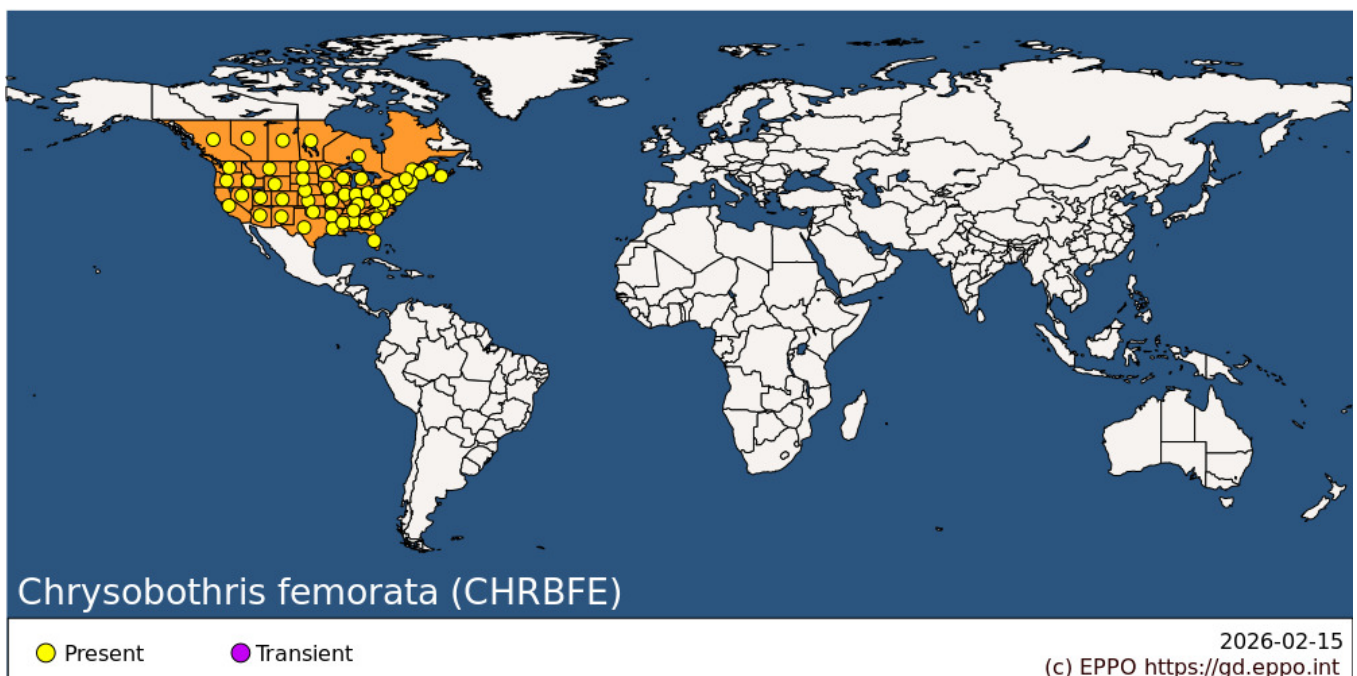 Chrysobothris femorata (CHRBFE)
Present
Transient
2026-02-15
(c) EPPO https://gd.eppo.int